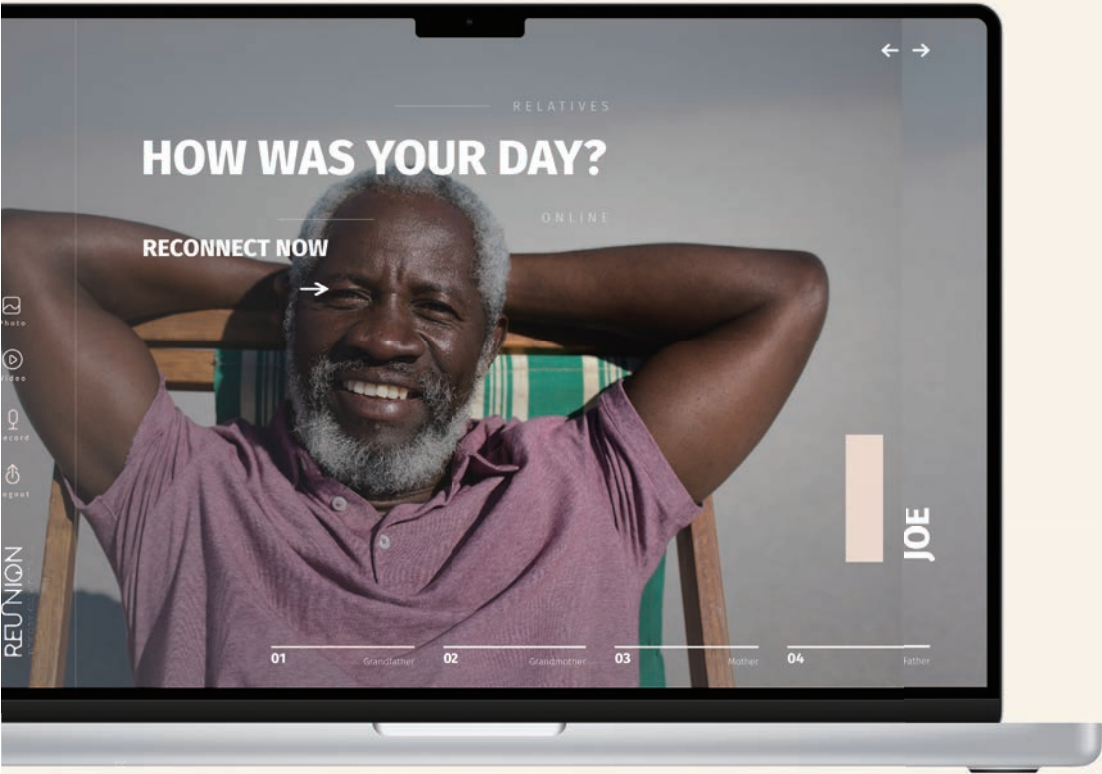 RELATIVES
HOW WAS YOUR DAY?
ONLINE
RECONNECT NOW
Photo
Video
Record
Logout
REUNION
JOE
01 Grandfather
02 Grandmother
03 Mother
04 Father